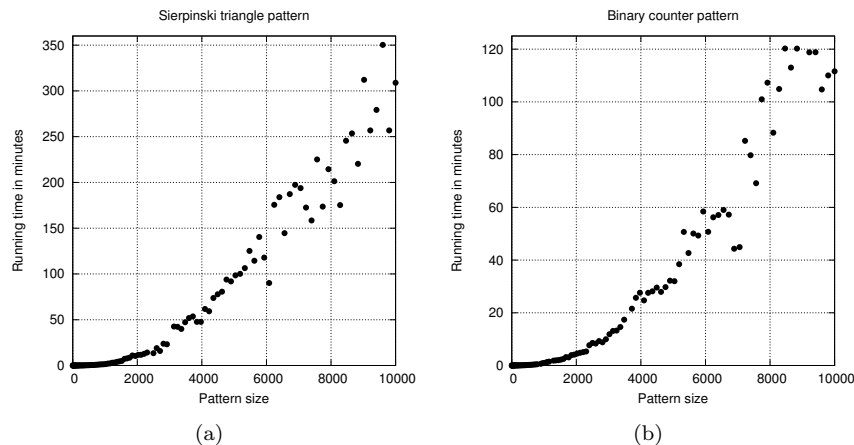 Sierpinski triangle pattern
350
300
250
200
150
100
50
0
Running time in minutes
0 2000 4000 6000 8000 10000
Pattern size
(a)
Binary counter pattern
120
100
80
60
40
20
0
Running time in minutes
0 2000 4000 6000 8000 10000
Pattern size
(b)